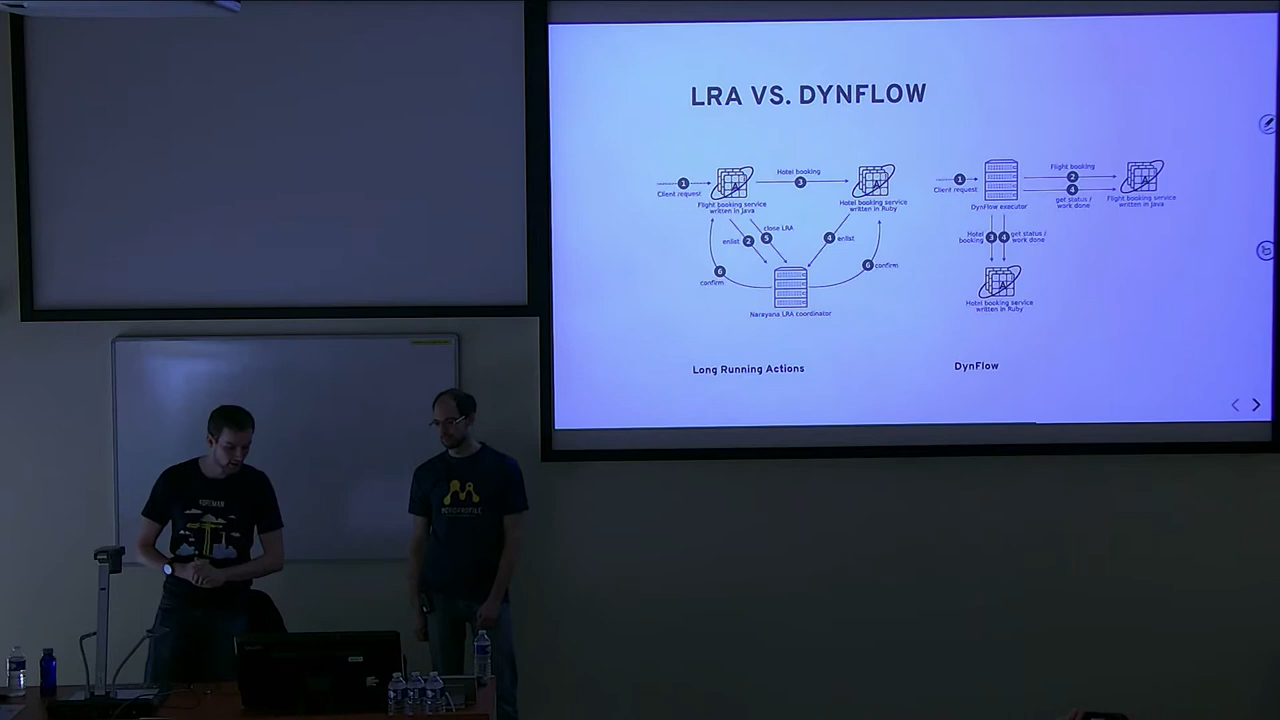 LRA VS. DYNFLOW
1
Client request
Flight booking service
written in Java
Hotel booking
3
Hotel booking service
written in Ruby
enlist
2
5
close LRA
4
enlist
6
confirm
6
confirm
Narayana LRA coordinator
Long Running Actions
1
Client request
DynFlow executor
Flight booking
2
4
get status /
work done
Flight booking service
written in Java
Hotel
booking
3
4
get status /
work done
Hotel booking service
written in Ruby
DynFlow
FOREMAN
MICROPROFILE